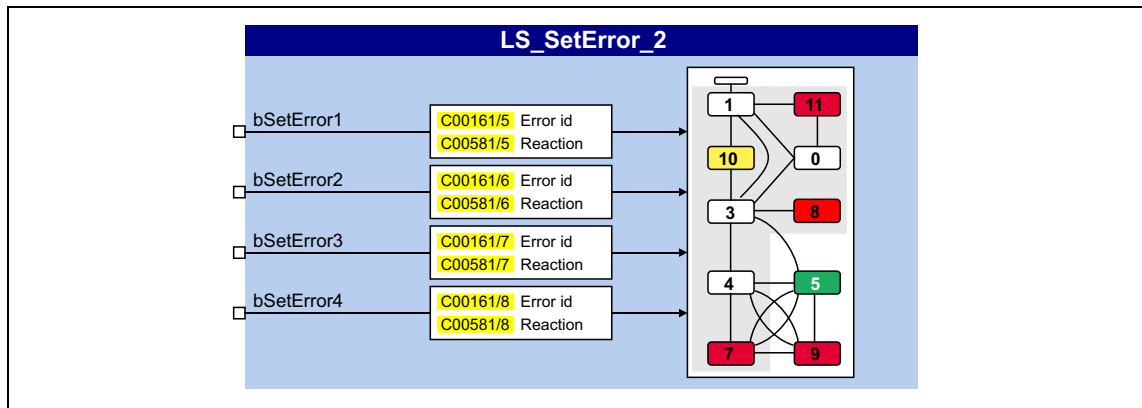 LS_SetError_2
bSetError1
C00161/5 Error id
C00581/5 Reaction
bSetError2
C00161/6 Error id
C00581/6 Reaction
bSetError3
C00161/7 Error id
C00581/7 Reaction
bSetError4
C00161/8 Error id
C00581/8 Reaction
1 11
10 0
3 8
4 5
7 9